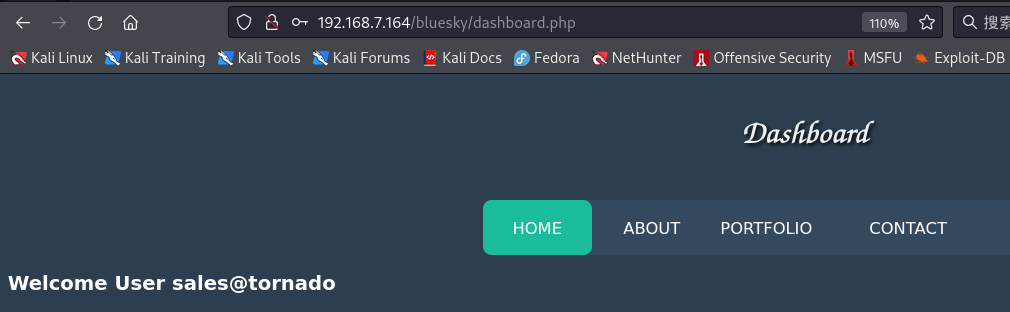 192.168.7.164/bluesky/dashboard.php 110% 搜索
Kali Linux Kali Training Kali Tools Kali Forums Kali Docs Fedora NetHunter Offensive Security MSFU Exploit-DB
Dashboard
HOME ABOUT PORTFOLIO CONTACT
Welcome User sales@tornado